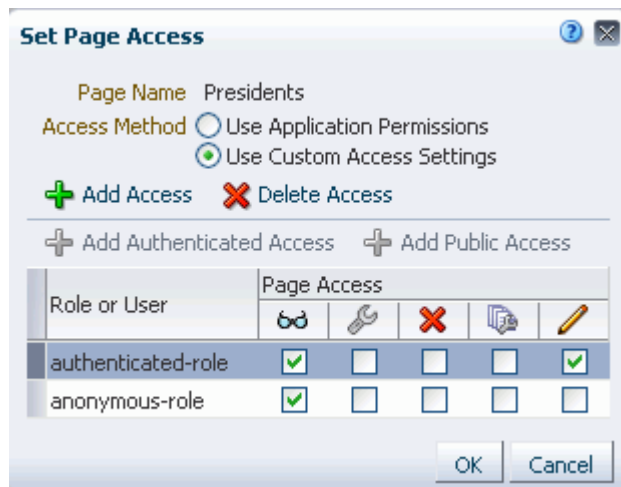 Set Page Access
Page Name Presidents
Access Method Use Application Permissions
Use Custom Access Settings
Add Access Delete Access
Add Authenticated Access Add Public Access
Role or User
Page Access
authenticated-role
anonymous-role
OK Cancel